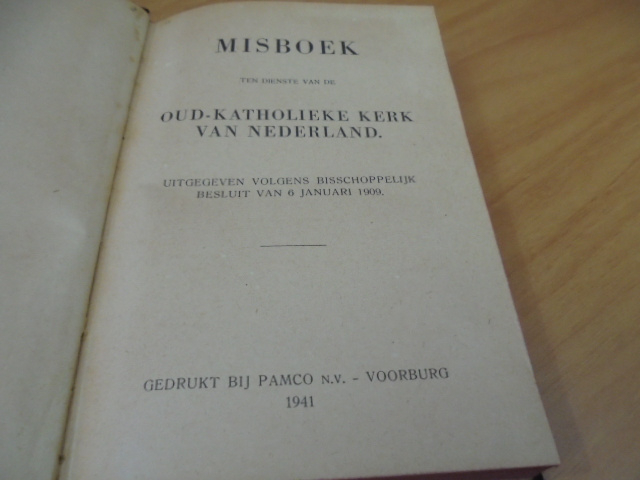 MISBOEK
TEN DIENSTE VAN DE
OUD-KATHOLIEKE KERK
VAN NEDERLAND.
UITGEGEVEN VOLGENS BISSCHOPPELIJK
BESLUIT VAN 6 JANUARI 1909.
GEDRUKT BIJ PAMCO N.V. - VOORBURG
1941